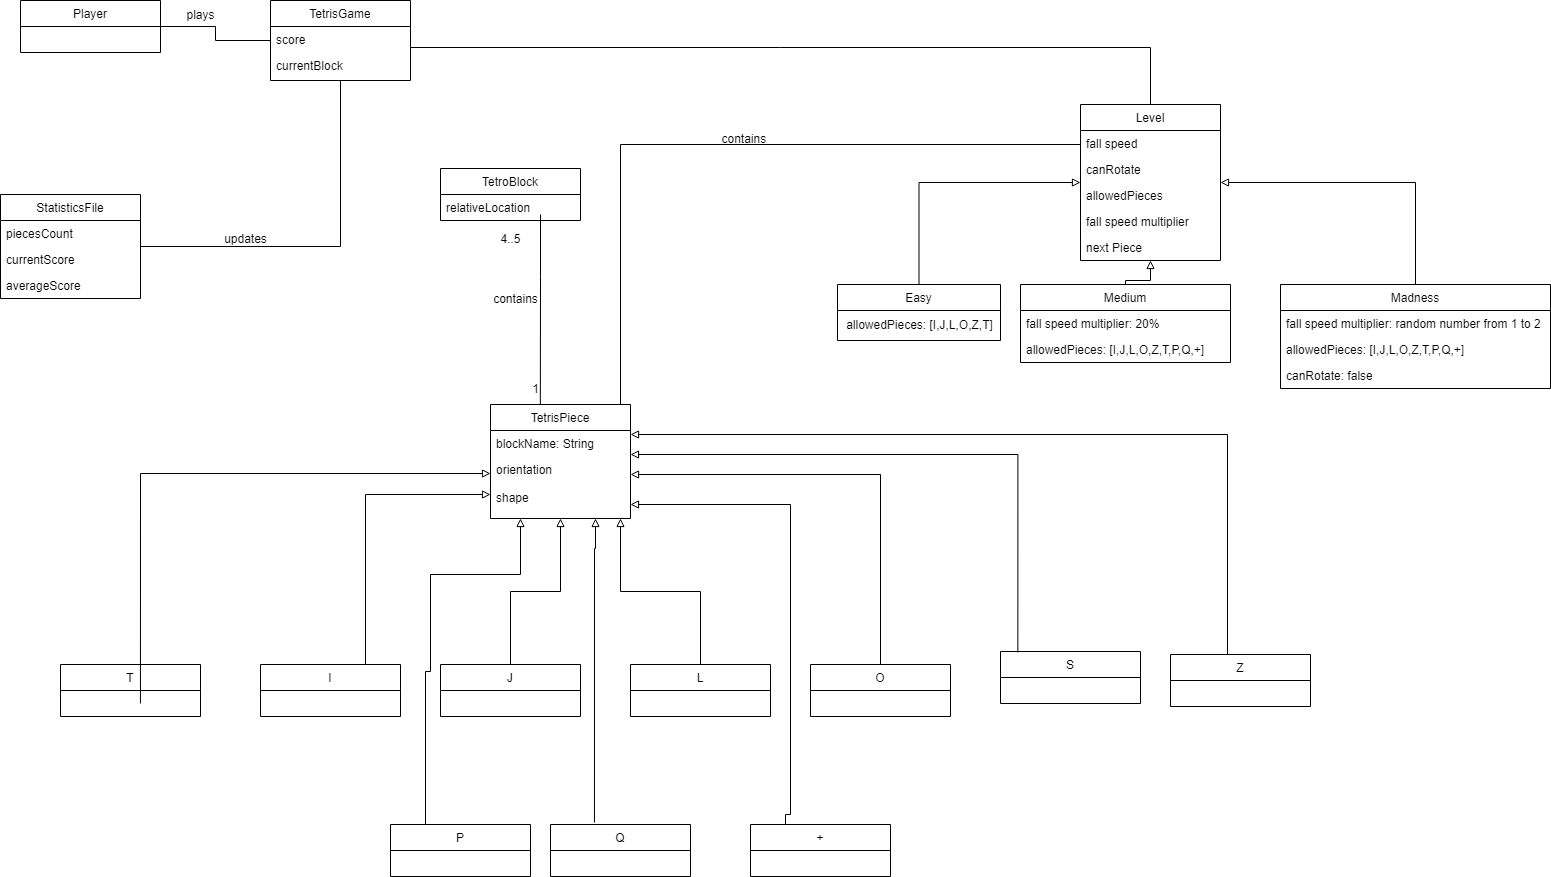 Player
plays
TetrisGame
score
currentBlock
Level
fall speed
canRotate
allowedPieces
fall speed multiplier
next Piece
contains
TetroBlock
relativeLocation
StatisticsFile
piecesCount
currentScore
averageScore
updates
4..5
contains
1
Easy
allowedPieces: [I,J,L,O,Z,T]
Medium
fall speed multiplier: 20%
allowedPieces: [I,J,L,O,Z,T,P,Q,+]
Madness
fall speed multiplier: random number from 1 to 2
allowedPieces: [I,J,L,O,Z,T,P,Q,+]
canRotate: false
TetrisPiece
blockName: String
orientation
shape
T
I
J
L
O
S
Z
P
Q
+